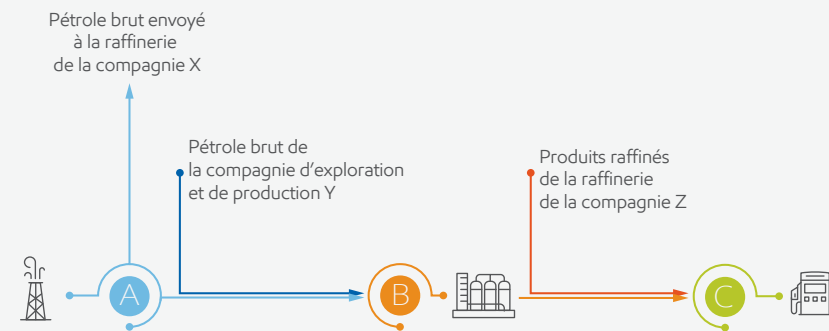 Pétrole brut envoyé
à la raffinerie
de la compagnie X
Pétrole brut de
la compagnie d'exploration
et de production Y
Produits raffinés
de la raffinerie
de la compagnie Z
A
B
C